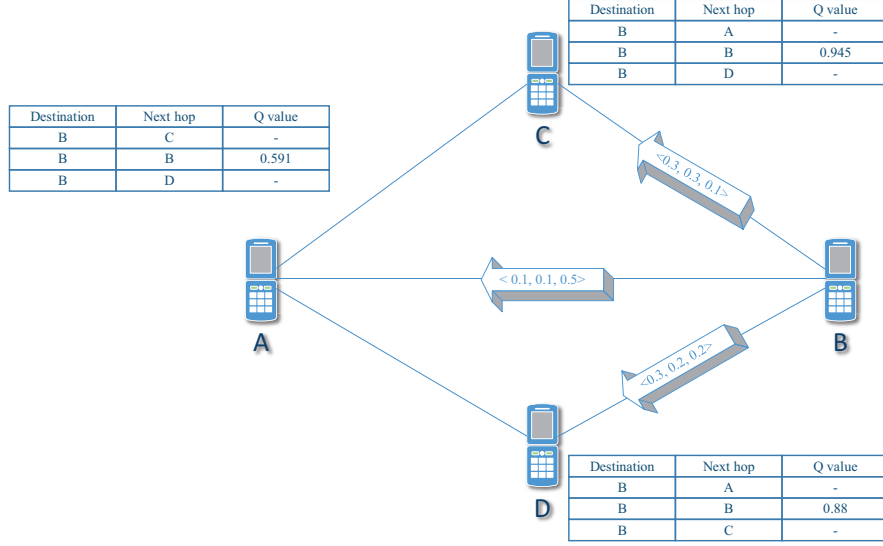 Destination Next hop Q value
B A -
B B 0.945
B D -
C
Destination Next hop Q value
B C -
B B 0.591
B D -
<0.3, 0.3, 0.1>
< 0.1, 0.1, 0.5>
A
B
<0.3, 0.2, 0.2>
D
Destination Next hop Q value
B A -
B B 0.88
B C -